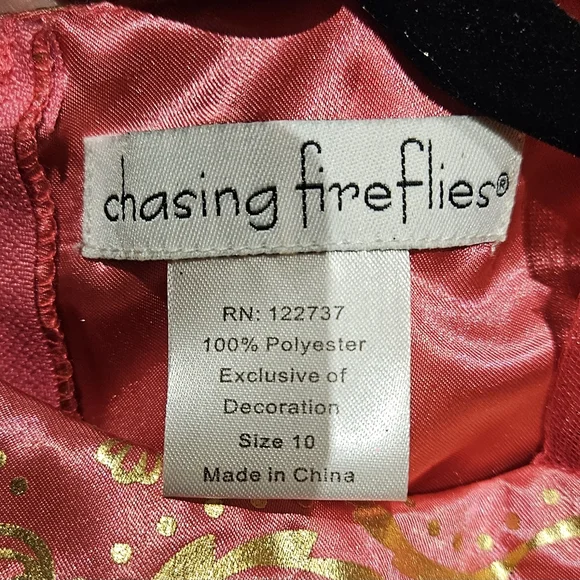 chasing fireflies®
RN: 122737
100% Polyester
Exclusive of
Decoration
Size 10
Made in China